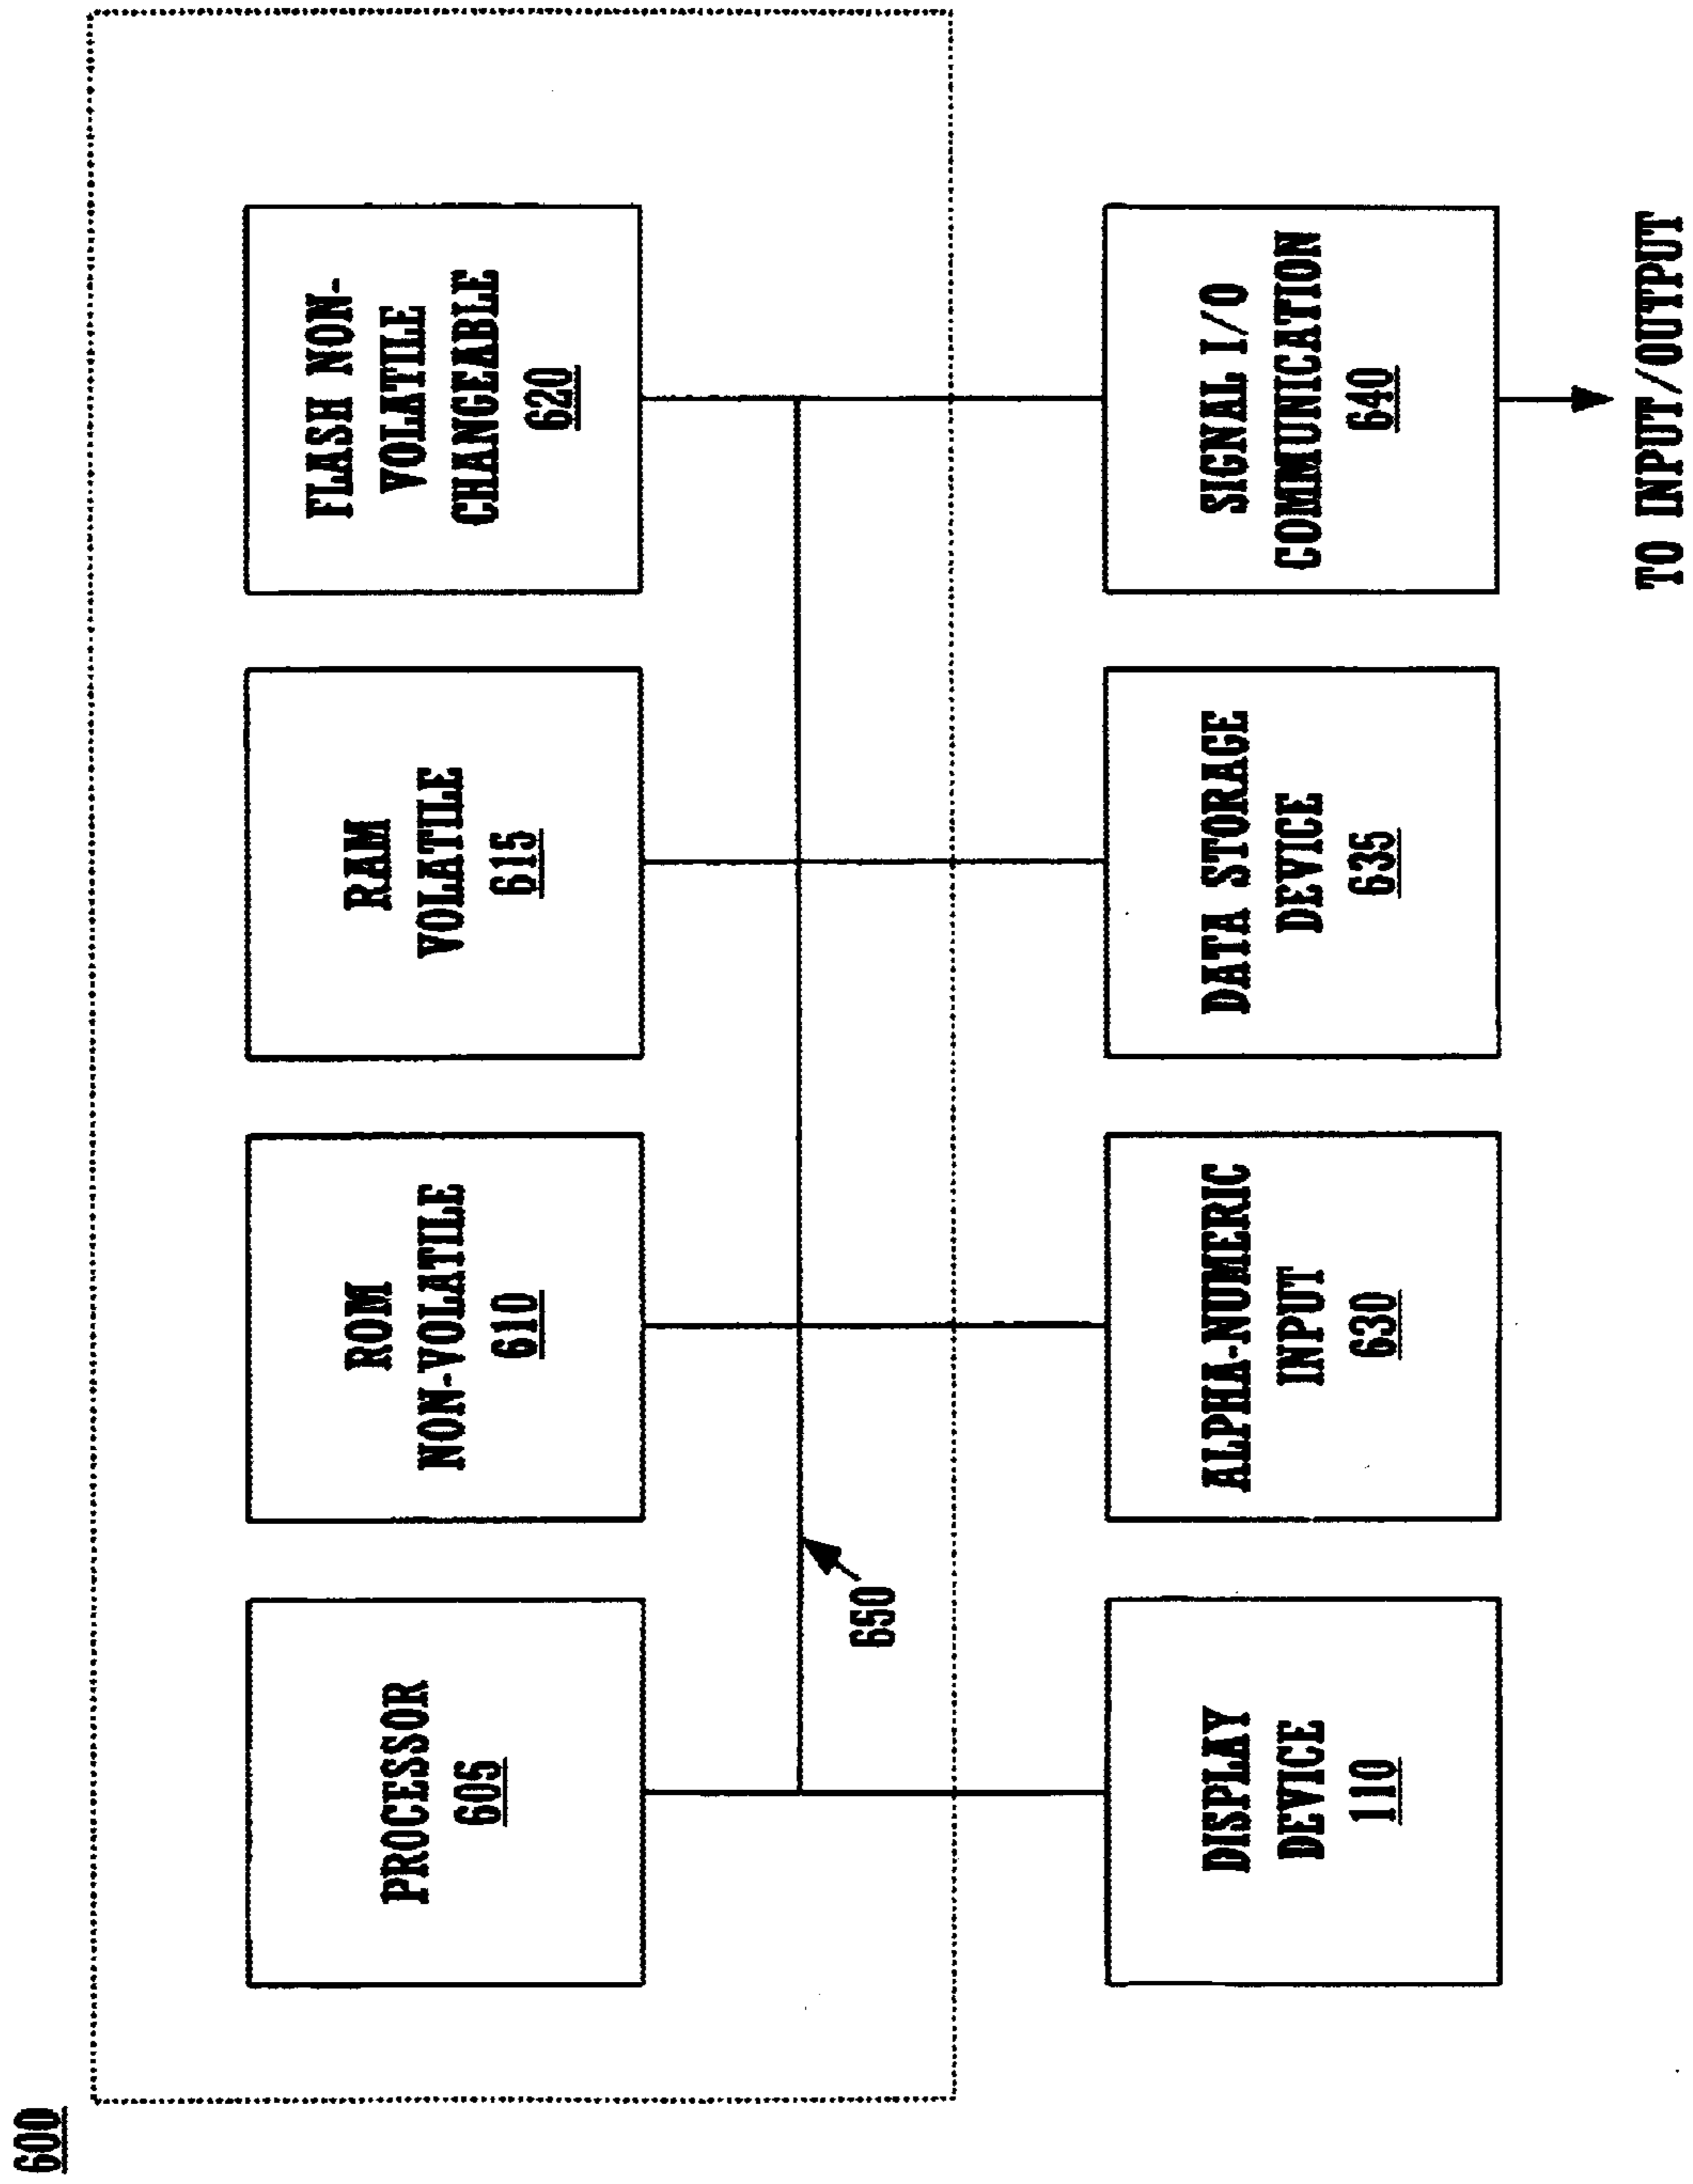 600
PROCESSOR
605
ROM
NON-VOLATILE
610
RAM
VOLATILE
615
FLASH NON-
VOLATILE
CHANGEABLE
620
650
DISPLAY
DEVICE
110
ALPHA-NUMERIC
INPUT
630
DATA STORAGE
DEVICE
635
SIGNAL I/O
COMMUNICATION
640
TO INPUT/OUTPUT